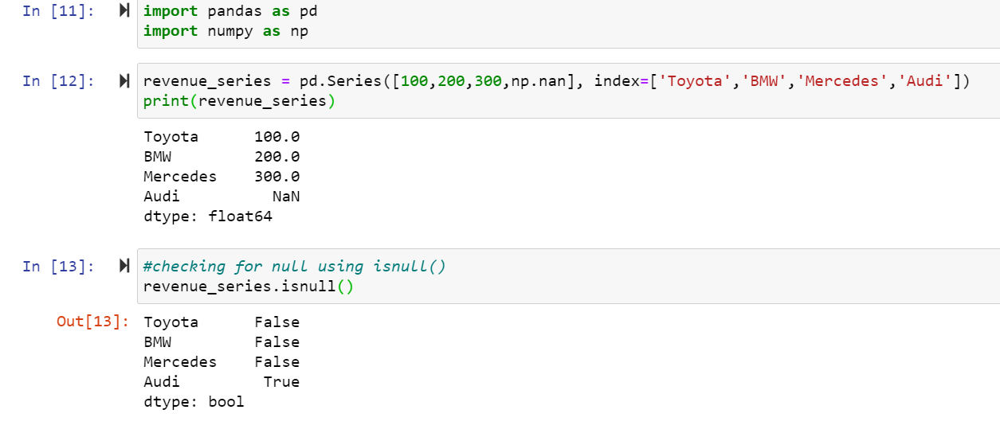 In [11]: import pandas as pd
import numpy as np
In [12]: revenue_series = pd.Series([100,200,300,np.nan], index=['Toyota','BMW','Mercedes','Audi'])
print(revenue_series)
Toyota      100.0
BMW         200.0
Mercedes    300.0
Audi          NaN
dtype: float64
In [13]: #checking for null using isnull()
revenue_series.isnull()
Out[13]: Toyota      False
BMW         False
Mercedes    False
Audi         True
dtype: bool